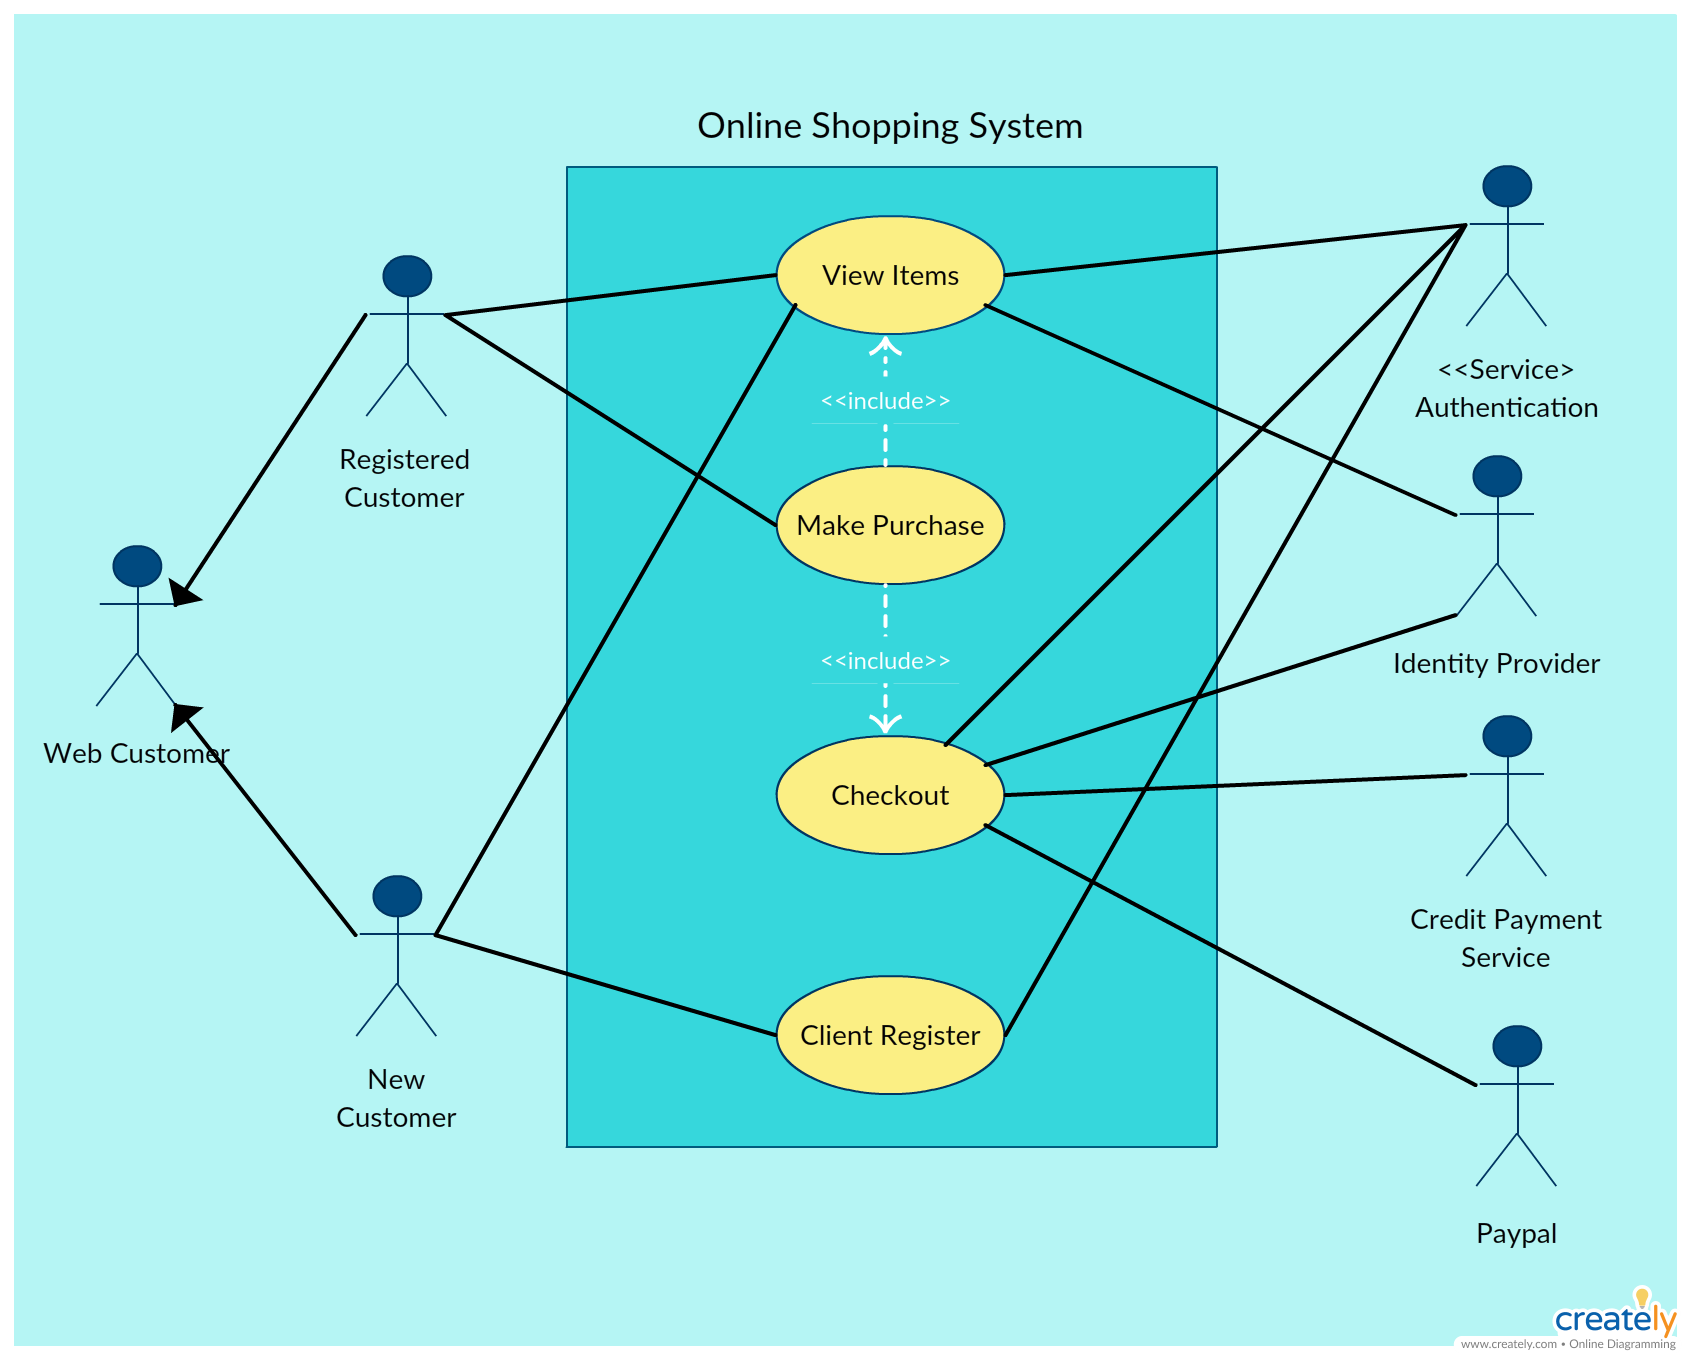 Online Shopping System
View Items
<<include>>
Make Purchase
<<include>>
Checkout
Client Register
Registered
Customer
Web Customer
New
Customer
<<Service>
Authentication
Identity Provider
Credit Payment
Service
Paypal
creately
www.creately.com • Online Diagramming